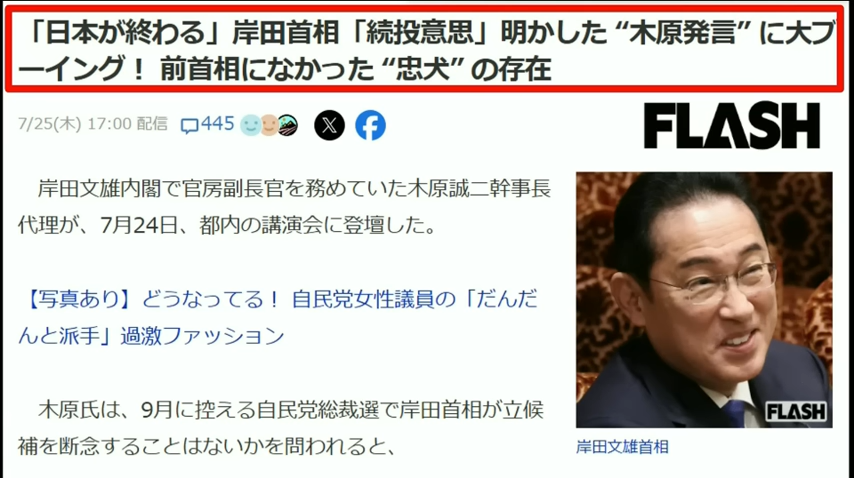 「日本が終わる」岸田首相「続投意思」明かした “木原発言” に大ブ
ーイング！ 前首相になかった “忠犬” の存在
7/25(木) 17:00 配信 445
FLASH
岸田文雄内閣で官房副長官を務めていた木原誠二幹事長
代理が、7月24日、都内の講演会に登壇した。
【写真あり】どうなってる！ 自民党女性議員の「だんだ
んと派手」過激ファッション
木原氏は、9月に控える自民党総裁選で岸田首相が立候
補を断念することはないかを問われると、
FLASH
岸田文雄首相